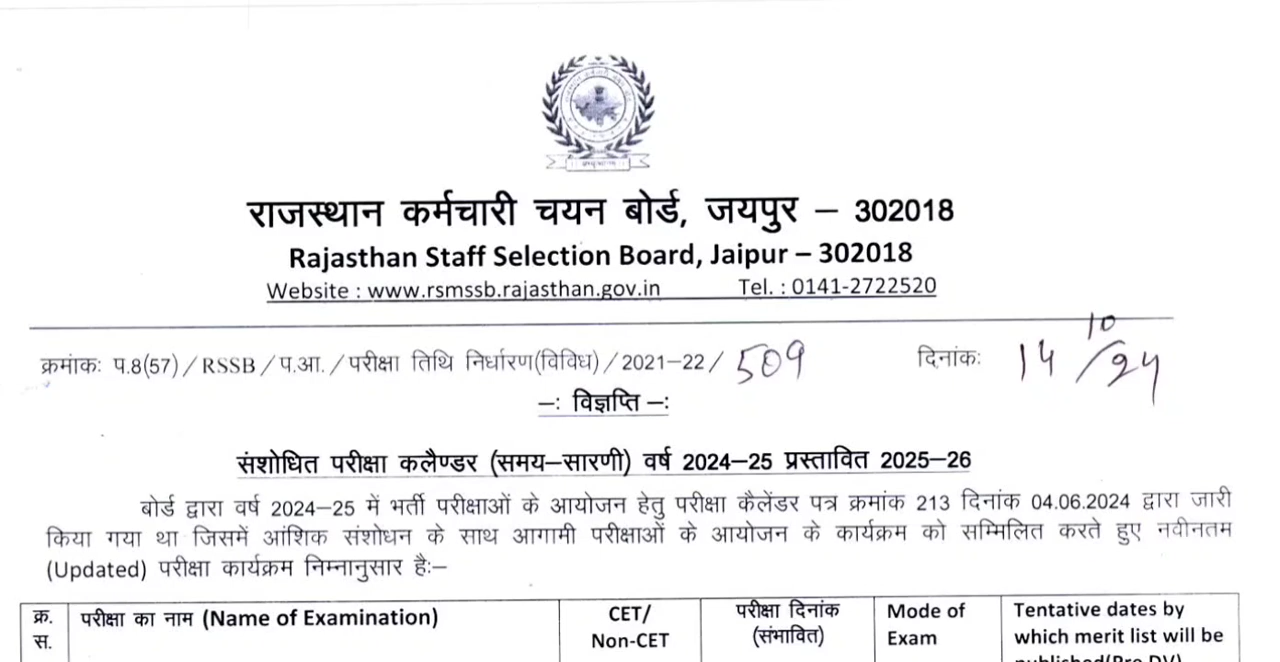 राजस्थान कर्मचारी चयन बोर्ड, जयपुर – 302018
Rajasthan Staff Selection Board, Jaipur – 302018
Website : www.rsmssb.rajasthan.gov.in Tel. : 0141-2722520
क्रमांकः प.8(57) / RSSB / प.आ. / परीक्षा तिथि निर्धारण(विविध) / 2021–22 / 509 दिनांकः 14/10/24
–: विज्ञप्ति –:
संशोधित परीक्षा कलैण्डर (समय–सारणी) वर्ष 2024–25 प्रस्तावित 2025–26
बोर्ड द्वारा वर्ष 2024–25 में भर्ती परीक्षाओं के आयोजन हेतु परीक्षा कैलेंडर पत्र क्रमांक 213 दिनांक 04.06.2024 द्वारा जारी
किया गया था जिसमें आंशिक संशोधन के साथ आगामी परीक्षाओं के आयोजन के कार्यक्रम को सम्मिलित करते हुए नवीनतम
(Updated) परीक्षा कार्यक्रम निम्नानुसार हैः–
क्र. स.
परीक्षा का नाम (Name of Examination)
CET/
Non-CET
परीक्षा दिनांक
(संभावित)
Mode of
Exam
Tentative dates by
which merit list will be
published(Pre DV)